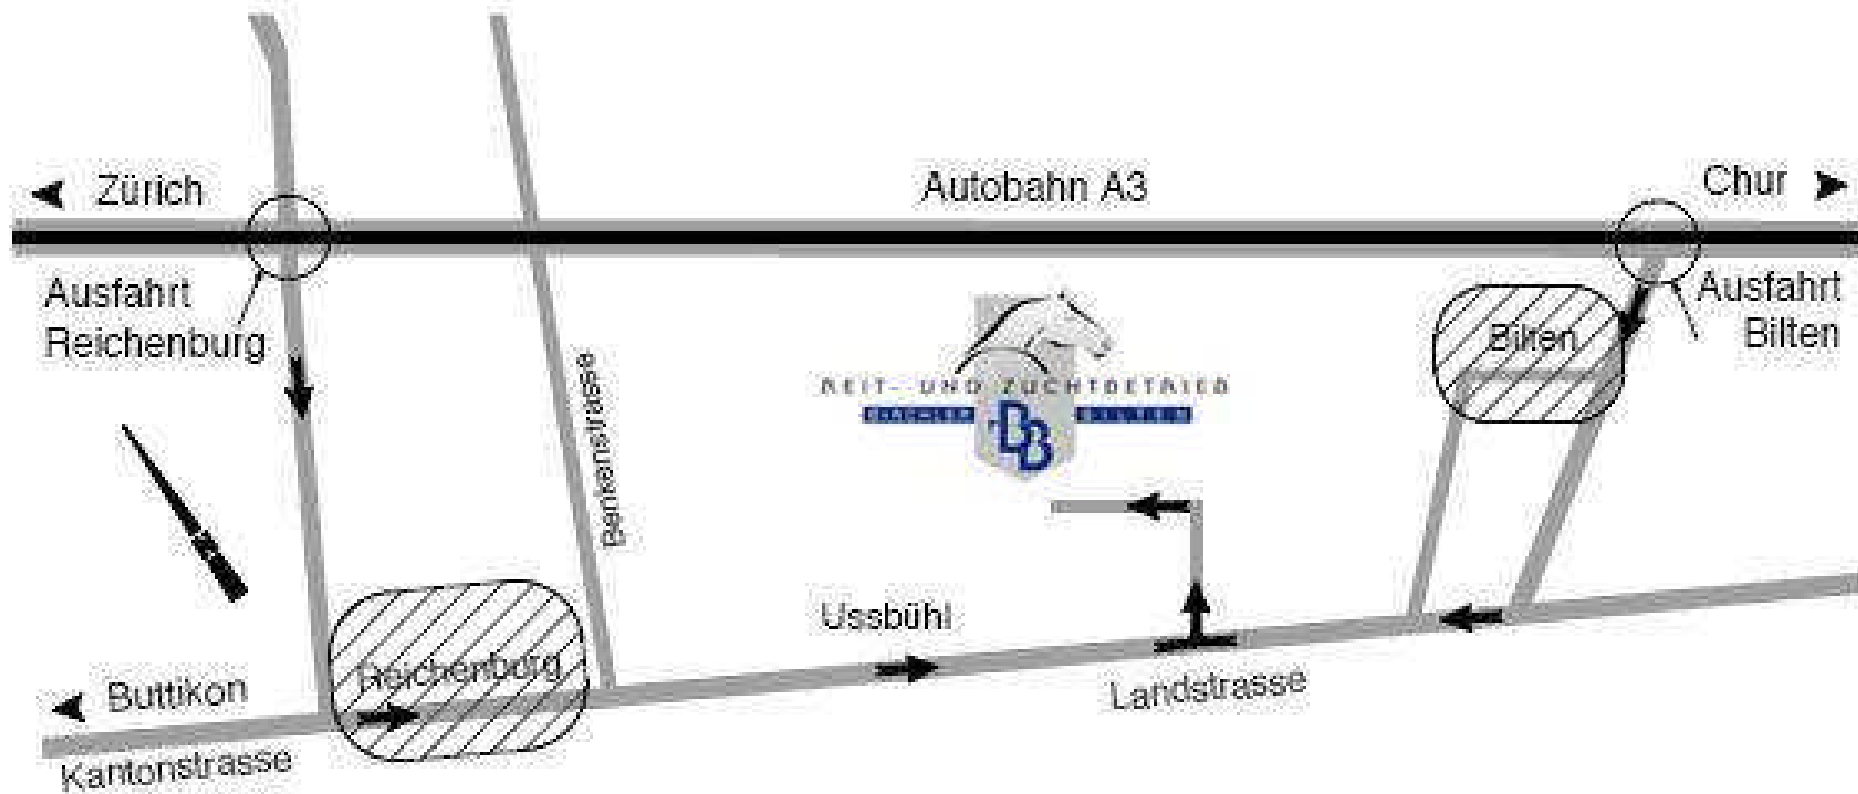 Zürich
Autobahn A3
Chur
Ausfahrt
Reichenburg
Ausfahrt
Bilten
Bilten
REIT- UND ZUCHTBETRIEB
BILTEN
DB
Benkenstrasse
Ussbühl
Reichenburg
Buttikon
Landstrasse
Kantonstrasse